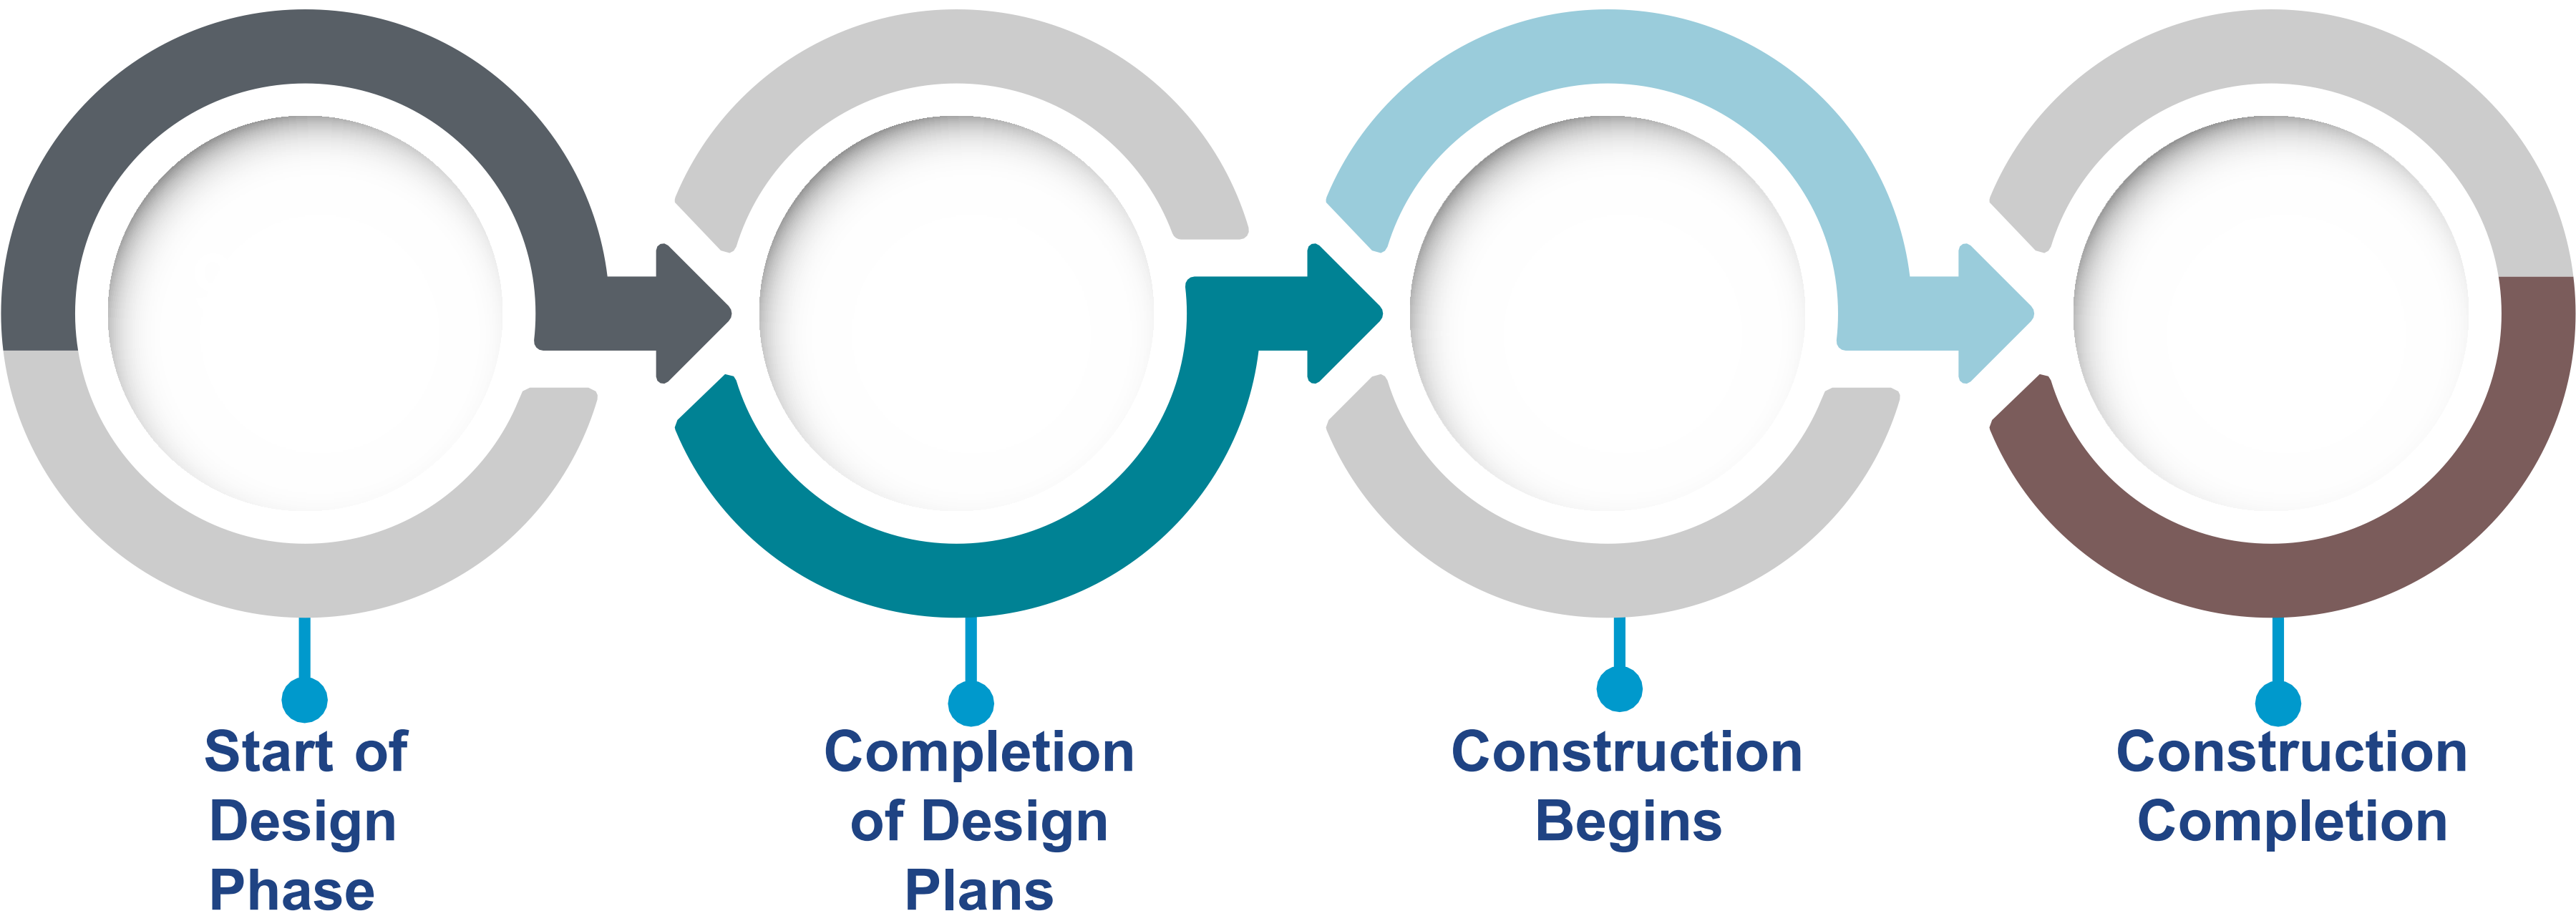 Start of
Design
Phase
Completion
of Design
Plans
Construction
Begins
Construction
Completion